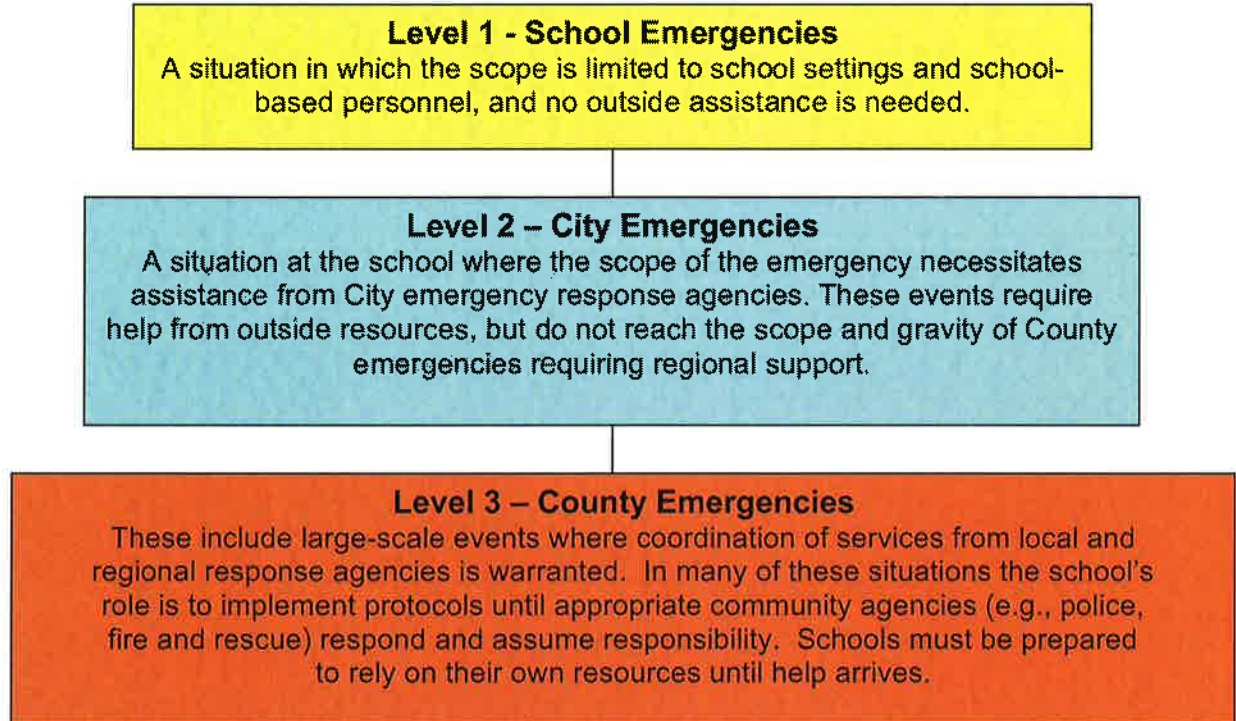 Level 1 - School Emergencies
A situation in which the scope is limited to school settings and school-
based personnel, and no outside assistance is needed.
Level 2 – City Emergencies
A situation at the school where the scope of the emergency necessitates
assistance from City emergency response agencies. These events require
help from outside resources, but do not reach the scope and gravity of County
emergencies requiring regional support.
Level 3 – County Emergencies
These include large-scale events where coordination of services from local and
regional response agencies is warranted. In many of these situations the school's
role is to implement protocols until appropriate community agencies (e.g., police,
fire and rescue) respond and assume responsibility. Schools must be prepared
to rely on their own resources until help arrives.